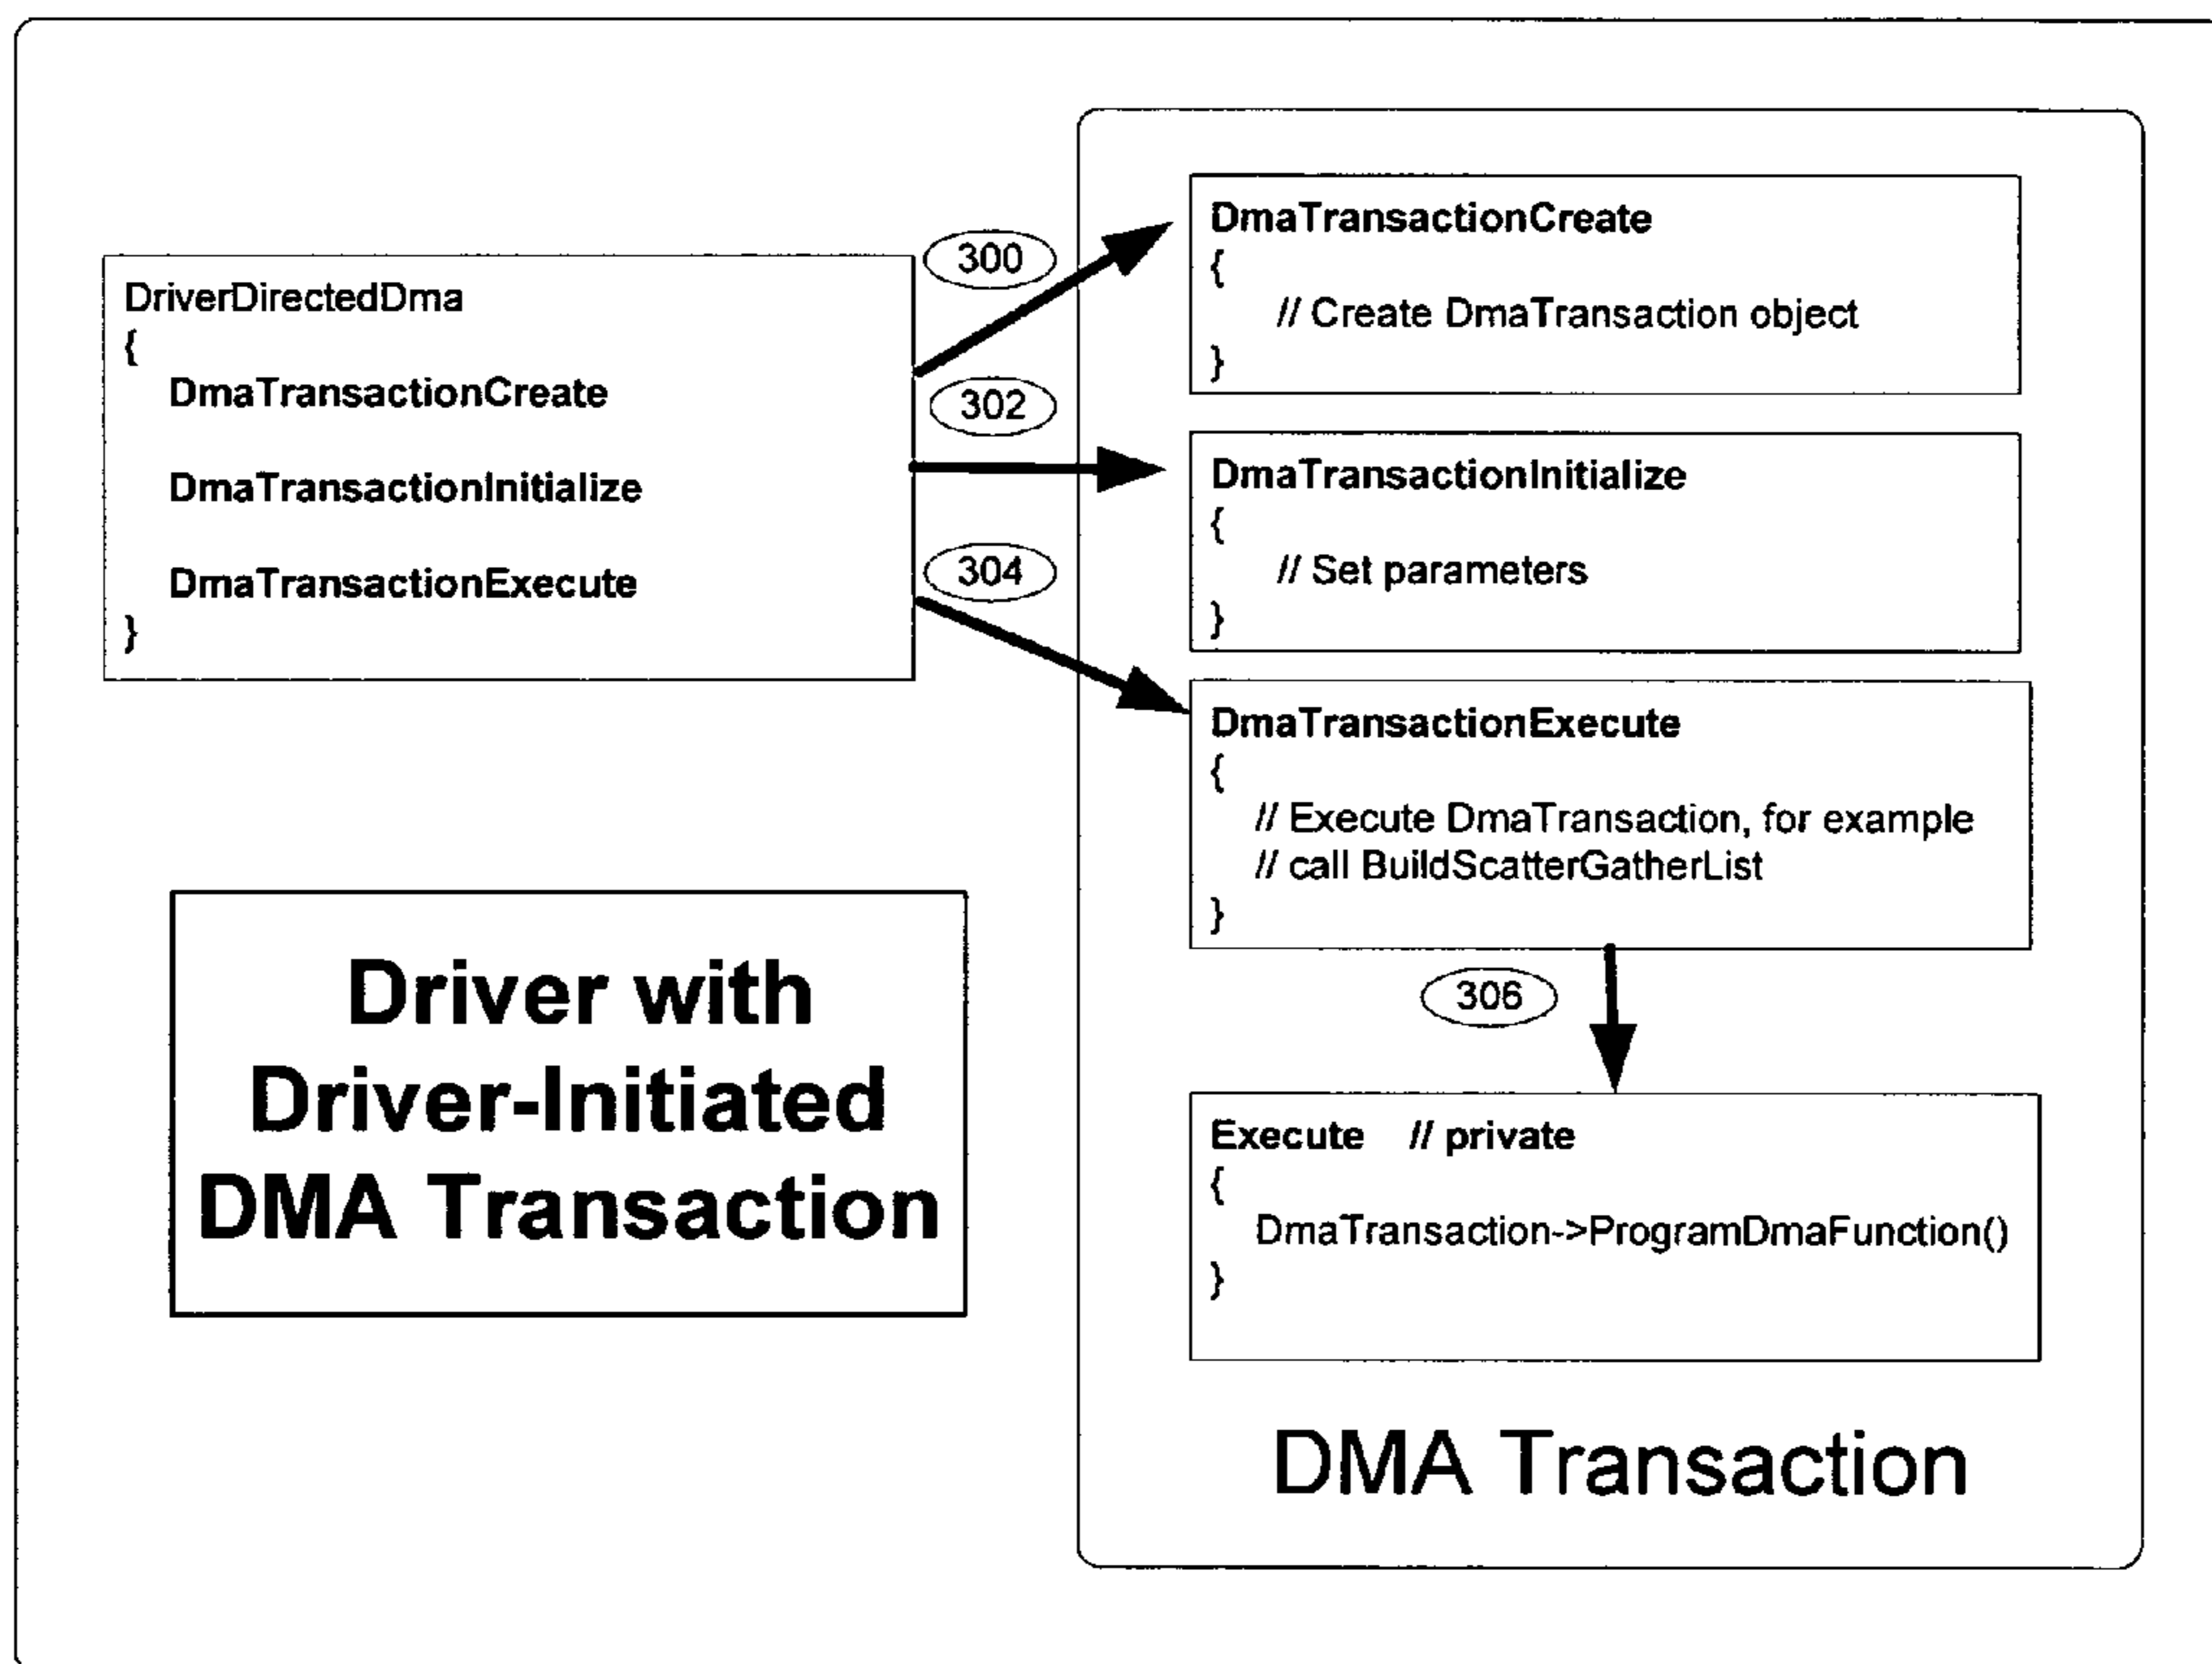 DriverDirectedDma
{
DmaTransactionCreate
DmaTransactionInitialize
DmaTransactionExecute
}
300
302
304
DmaTransactionCreate
{
// Create DmaTransaction object
}
DmaTransactionInitialize
{
// Set parameters
}
DmaTransactionExecute
{
// Execute DmaTransaction, for example
// call BuildScatterGatherList
}
306
Execute // private
{
DmaTransaction->ProgramDmaFunction()
}
DMA Transaction
Driver with
Driver-Initiated
DMA Transaction